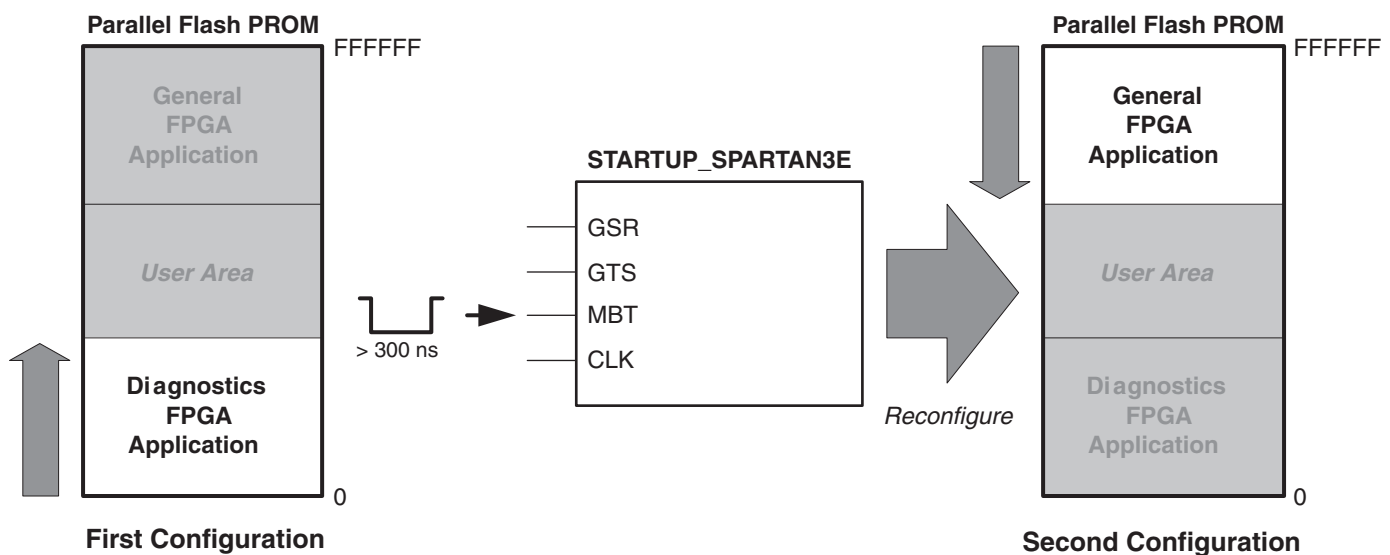 Parallel Flash PROM
FFFFFF
General
FPGA
Application
User Area
Diagnostics
FPGA
Application
0
First Configuration
> 300 ns
STARTUP_SPARTAN3E
GSR
GTS
MBT
CLK
Reconfigure
Parallel Flash PROM
FFFFFF
General
FPGA
Application
User Area
Diagnostics
FPGA
Application
0
Second Configuration